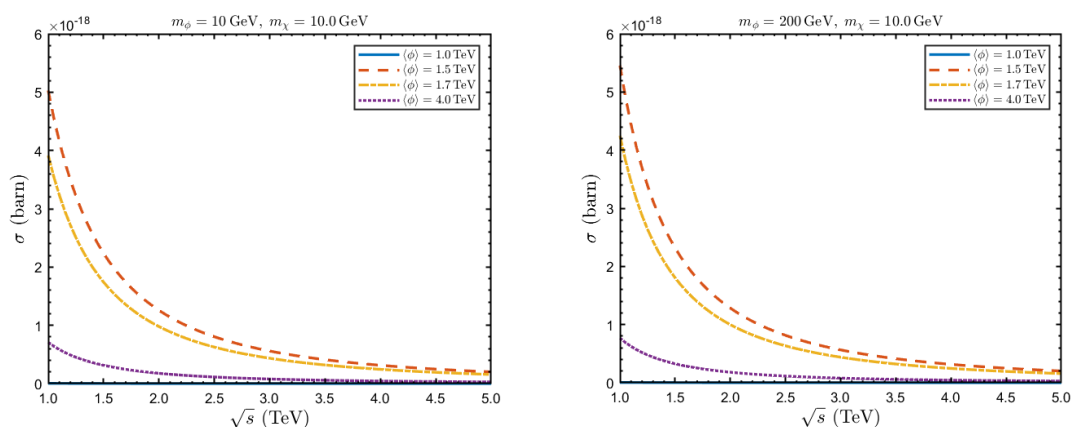 ×10⁻¹⁸ m_ϕ = 10 GeV, m_χ = 10.0 GeV
6
5
4
3
2
1
0
σ (barn)
⟨ϕ⟩ = 1.0 TeV
⟨ϕ⟩ = 1.5 TeV
⟨ϕ⟩ = 1.7 TeV
⟨ϕ⟩ = 4.0 TeV
1.0 1.5 2.0 2.5 3.0 3.5 4.0 4.5 5.0
√s (TeV)
×10⁻¹⁸ m_ϕ = 200 GeV, m_χ = 10.0 GeV
6
5
4
3
2
1
0
σ (barn)
⟨ϕ⟩ = 1.0 TeV
⟨ϕ⟩ = 1.5 TeV
⟨ϕ⟩ = 1.7 TeV
⟨ϕ⟩ = 4.0 TeV
1.0 1.5 2.0 2.5 3.0 3.5 4.0 4.5 5.0
√s (TeV)